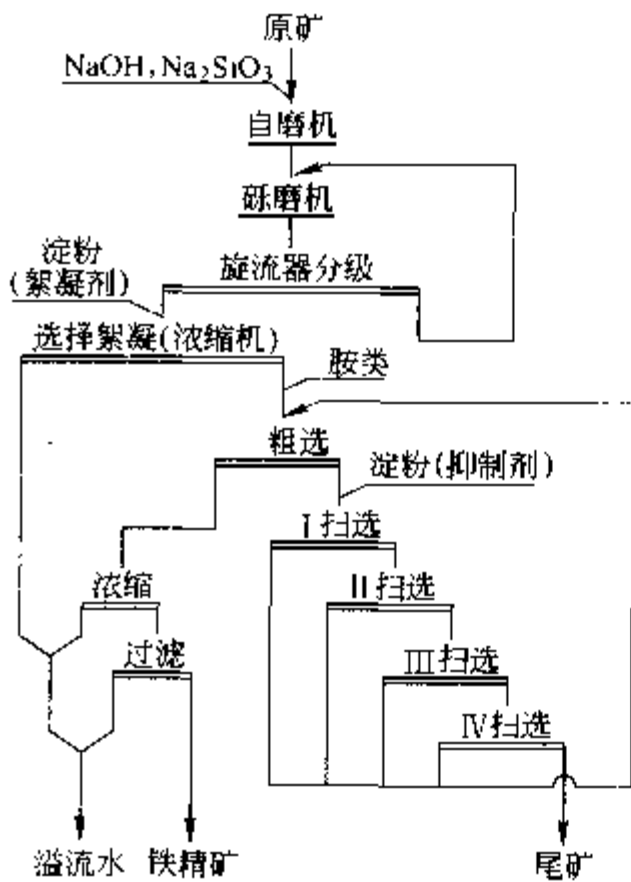 原矿
NaOH,Na₂SiO₃
自磨机
砾磨机
淀粉
(絮凝剂)
旋流器分级
选择絮凝(浓缩机)
胺类
粗选
淀粉(抑制剂)
I扫选
浓缩
II扫选
过滤
III扫选
IV扫选
溢流水
铁精矿
尾矿